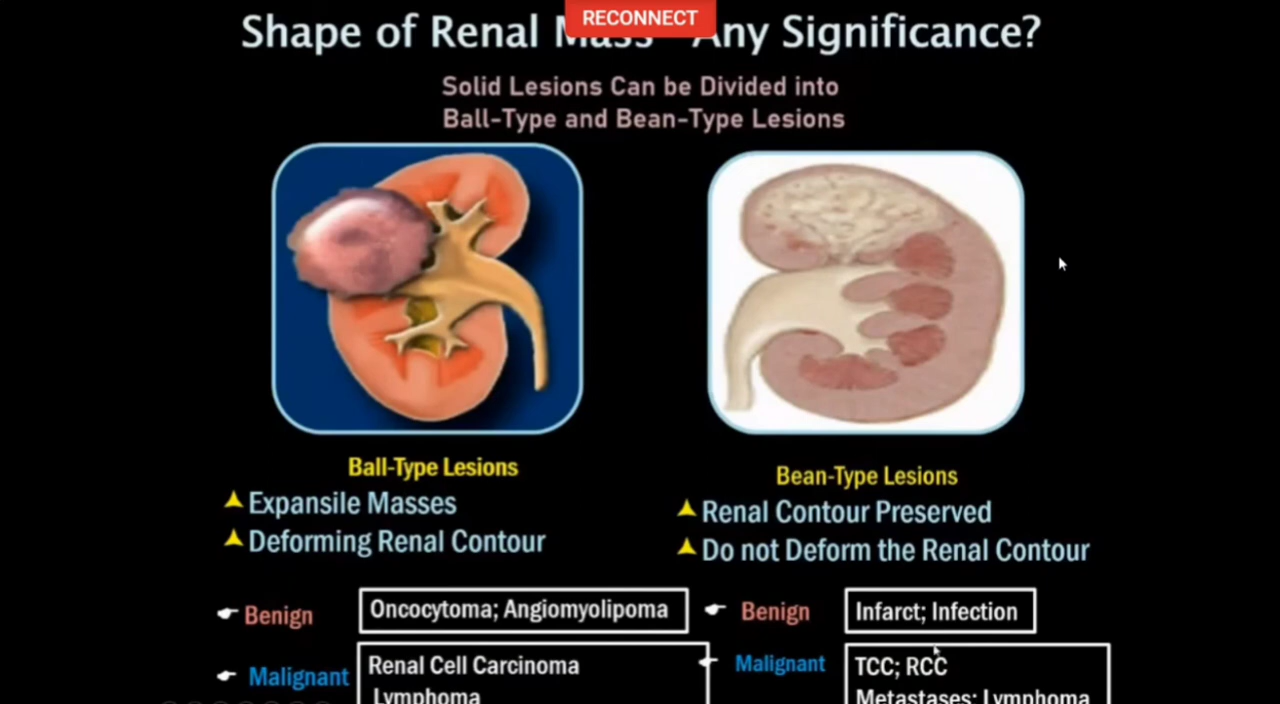 RECONNECT
Shape of Renal Mass Any Significance?
Solid Lesions Can be Divided into
Ball-Type and Bean-Type Lesions
Ball-Type Lesions
Expansile Masses
Deforming Renal Contour
Benign
Oncocytoma; Angiomyolipoma
Malignant
Renal Cell Carcinoma
Lymphoma
Bean-Type Lesions
Renal Contour Preserved
Do not Deform the Renal Contour
Benign
Infarct; Infection
Malignant
TCC; RCC
Metastases; Lymphoma